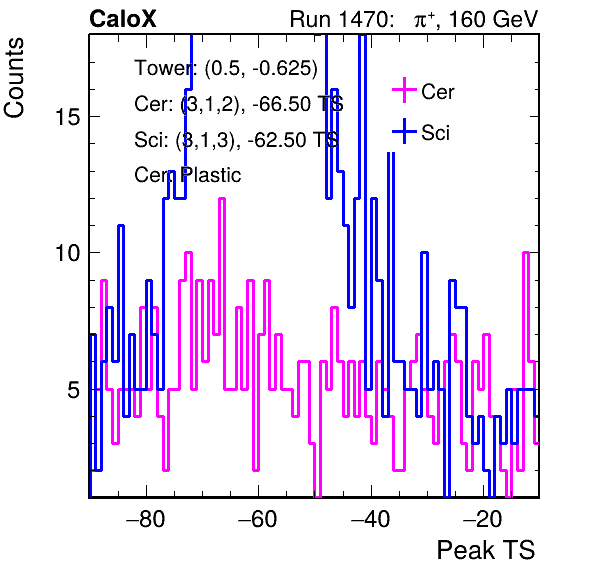 CaloX Run 1470: π⁺, 160 GeV
Counts
Tower: (0.5, -0.625)
Cer: (3,1,2), -66.50 TS
Sci: (3,1,3), -62.50 TS
Cer: Plastic
Cer
Sci
15
10
5
−80 −60 −40 −20
Peak TS